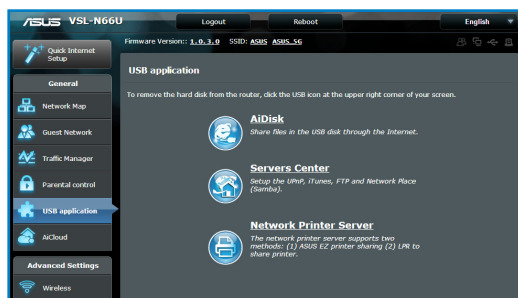 ASUS VSL-N66U
Logout
Reboot
English
Quick Internet Setup
Firmware Version:: 1.0.3.0 SSID: ASUS ASUS_5G
General
Network Map
Guest Network
Traffic Manager
Parental control
USB application
AiCloud
Advanced Settings
Wireless
USB application
To remove the hard disk from the router, click the USB icon at the upper right corner of your screen.
AiDisk
Share files in the USB disk through the Internet.
Servers Center
Setup the UPnP, iTunes, FTP and Network Place
(Samba).
Network Printer Server
The network printer server supports two
methods: (1) ASUS EZ printer sharing (2) LPR to
share printer.